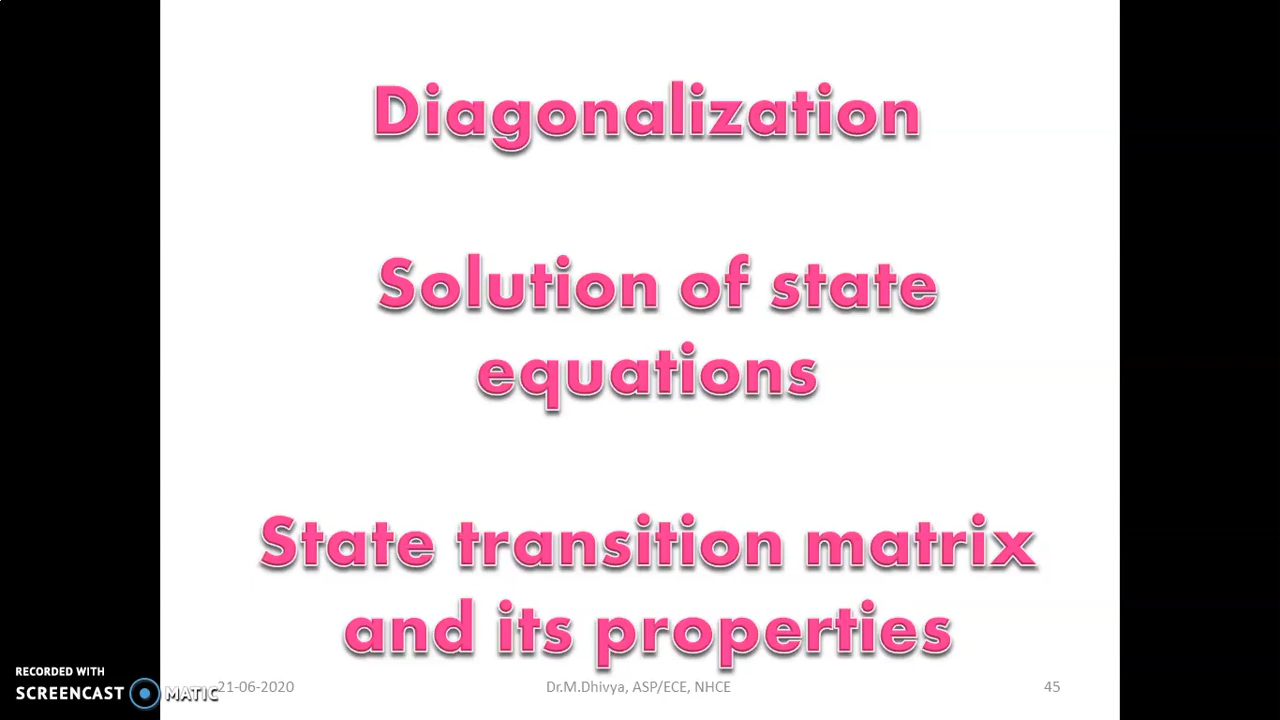 Diagonalization
Solution of state
equations
State transition matrix
and its properties
RECORDED WITH
SCREENCAST MATIC
21-06-2020
Dr.M.Dhivya, ASP/ECE, NHCE
45